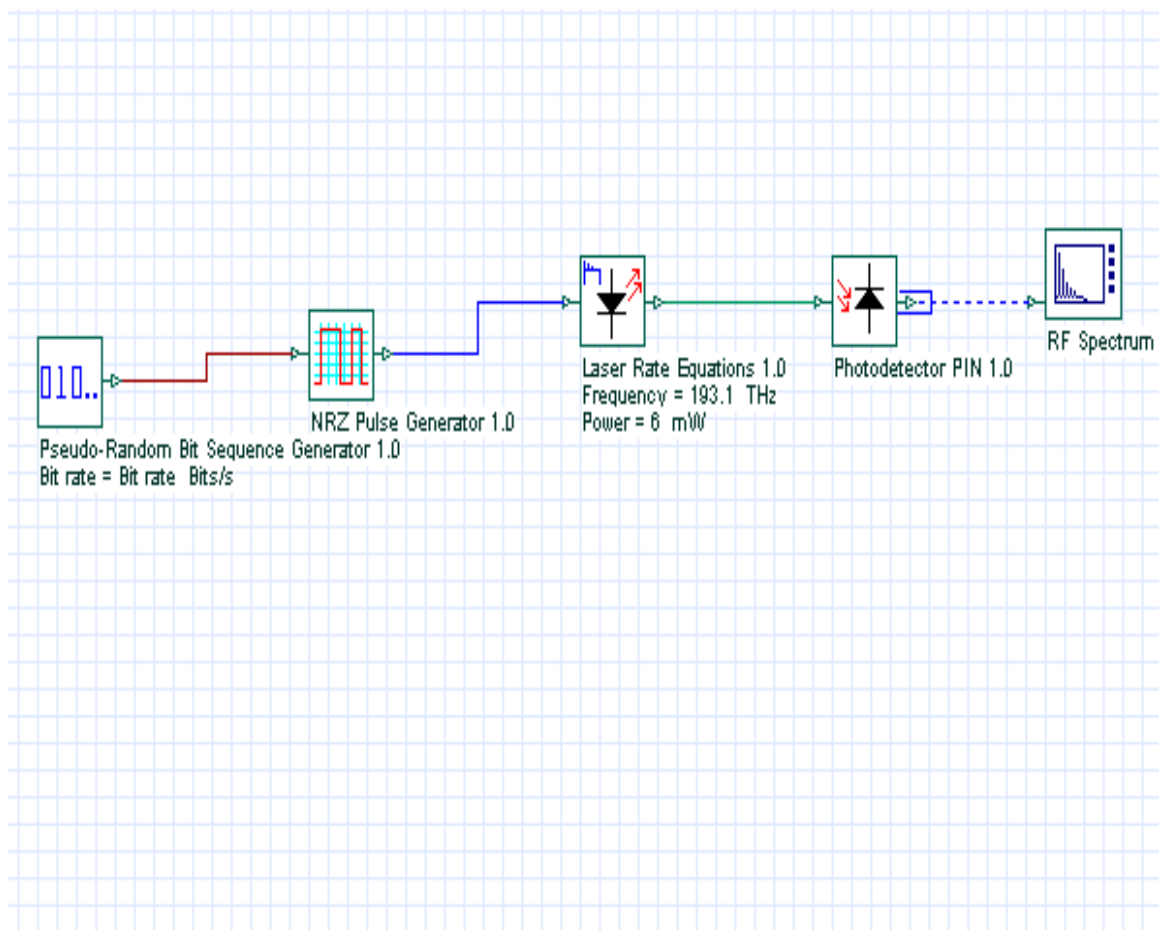 010..
Pseudo-Random Bit Sequence Generator 1.0
Bit rate = Bit rate  Bits/s
NRZ Pulse Generator 1.0
Laser Rate Equations 1.0
Frequency = 193.1  THz
Power = 6  mW
Photodetector PIN 1.0
RF Spectrum